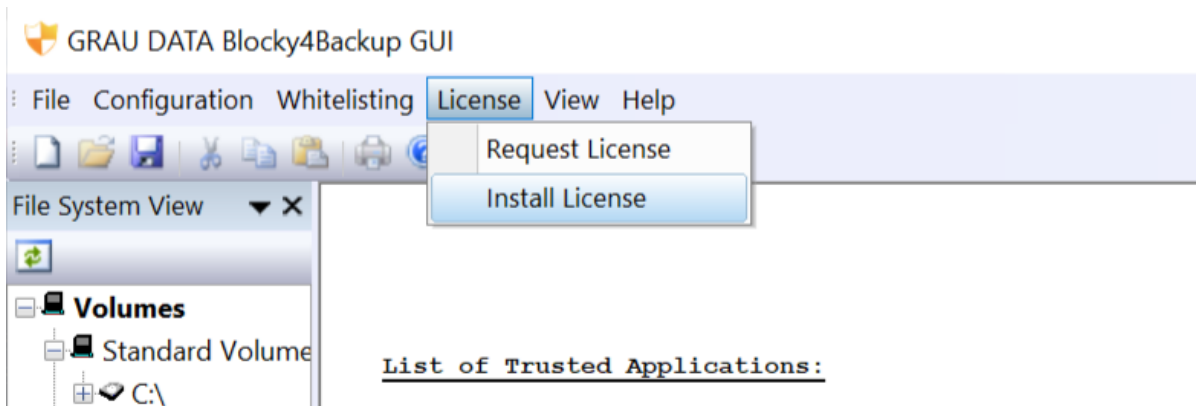 GRAU DATA Blocky4Backup GUI
File Configuration Whitelisting License View Help
Request License
Install License
File System View
Volumes
Standard Volume
C:\
List of Trusted Applications: